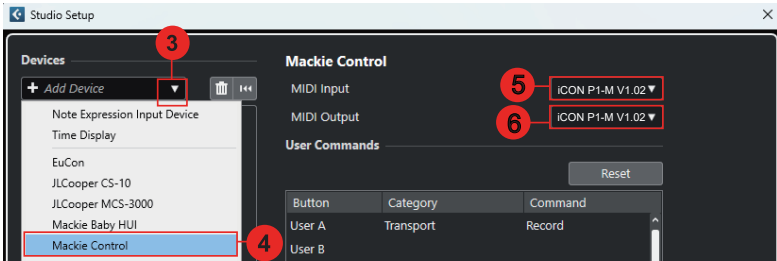 Studio Setup
3
Devices
Add Device
Note Expression Input Device
Time Display
EuCon
JLCooper CS-10
JLCooper MCS-3000
Mackie Baby HUI
Mackie Control
4
Mackie Control
MIDI Input
5
iCON P1-M V1.02
MIDI Output
6
iCON P1-M V1.02
User Commands
Reset
Button Category Command
User A Transport Record
User B